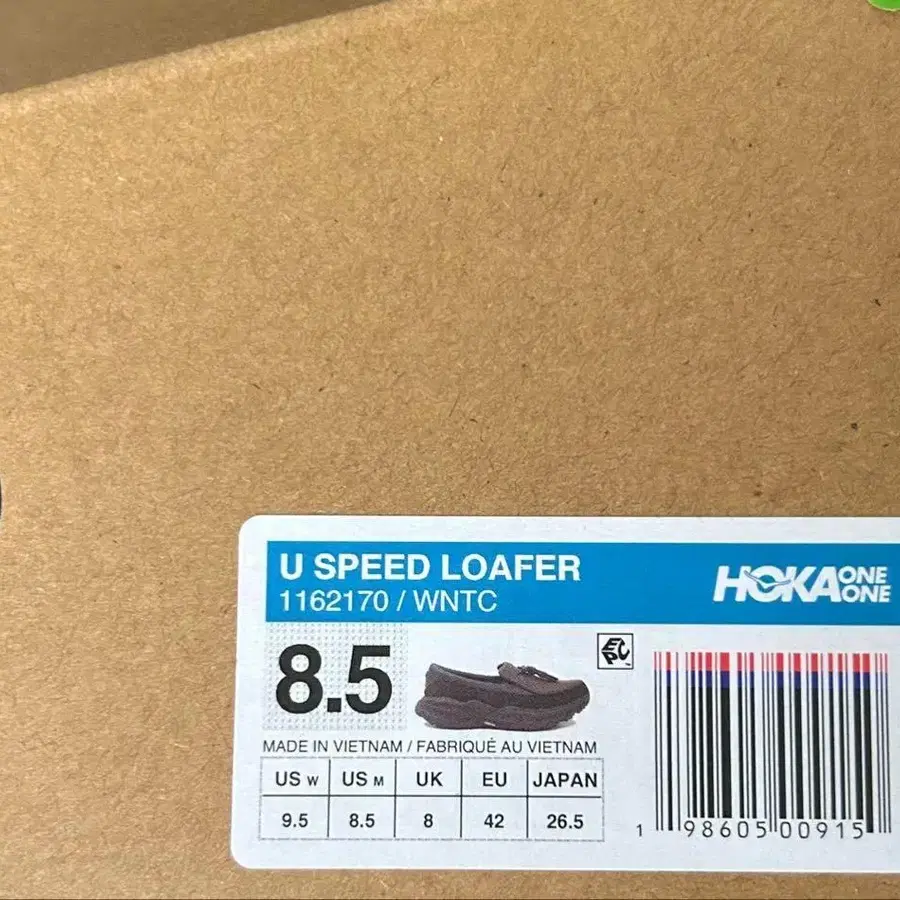 U SPEED LOAFER
1162170 / WNTC
HOKA ONE ONE
8.5
EPC
MADE IN VIETNAM / FABRIQUÉ AU VIETNAM
US W US M UK EU JAPAN
9.5 8.5 8 42 26.5
1 98605 00915